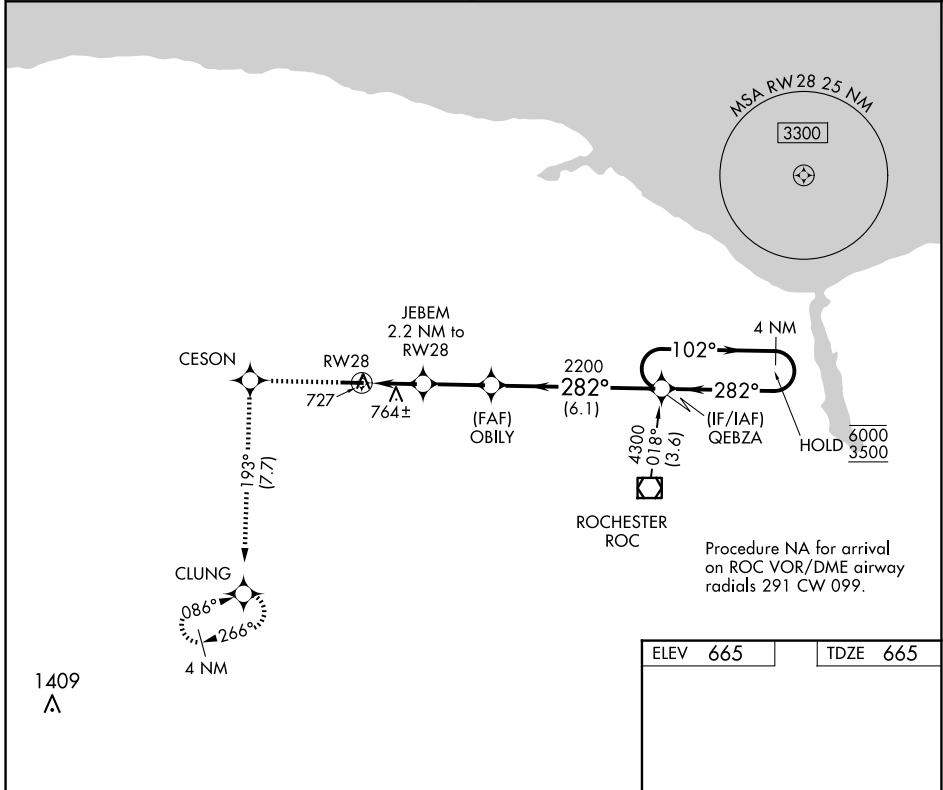 MSA RW28 25 NM
3300
JEBEM
2.2 NM to
RW28
4 NM
CESON
RW28
727
764±
(FAF)
OBILY
2200
282°
(6.1)
102°
282°
(IF/IAF)
QEBZA
HOLD
6000
3500
4300
018°
(3.6)
193°
(7.7)
ROCHESTER
ROC
Procedure NA for arrival
on ROC VOR/DME airway
radials 291 CW 099.
CLUNG
086°
266°
4 NM
1409
ELEV 665
TDZE 665